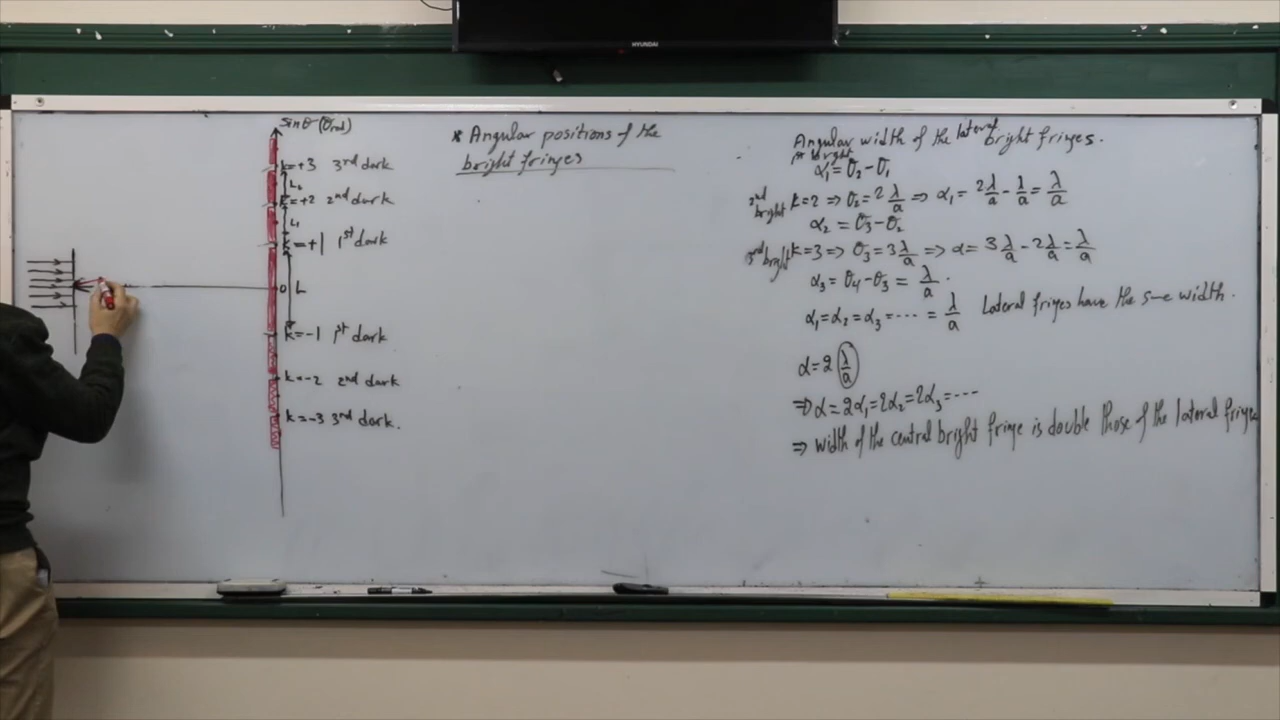 HYUNDAI
sinθ (θrad)
k=+3 3rd dark
L2
k=+2 2nd dark
L1
k=+1 1st dark
0 L
k=-1 1st dark
k=-2 2nd dark
k=-3 3rd dark.
* Angular positions of the
bright fringes
Angular width of the lateral bright fringes.
1st bright
α1 = θ2 - θ1
2nd bright k=2 => θ2 = 2 λ/a => α1 = 2λ/a - λ/a = λ/a
α2 = θ3 - θ2
3rd bright k=3 => θ3 = 3 λ/a => α = 3 λ/a - 2 λ/a = λ/a
α3 = θ4 - θ3 = λ/a .
α1 = α2 = α3 = ---- = λ/a Lateral fringes have the same width.
α = 2 λ/a
=> α = 2α1 = 2α2 = 2α3 = ----
=> width of the central bright fringe is double those of the lateral fringe